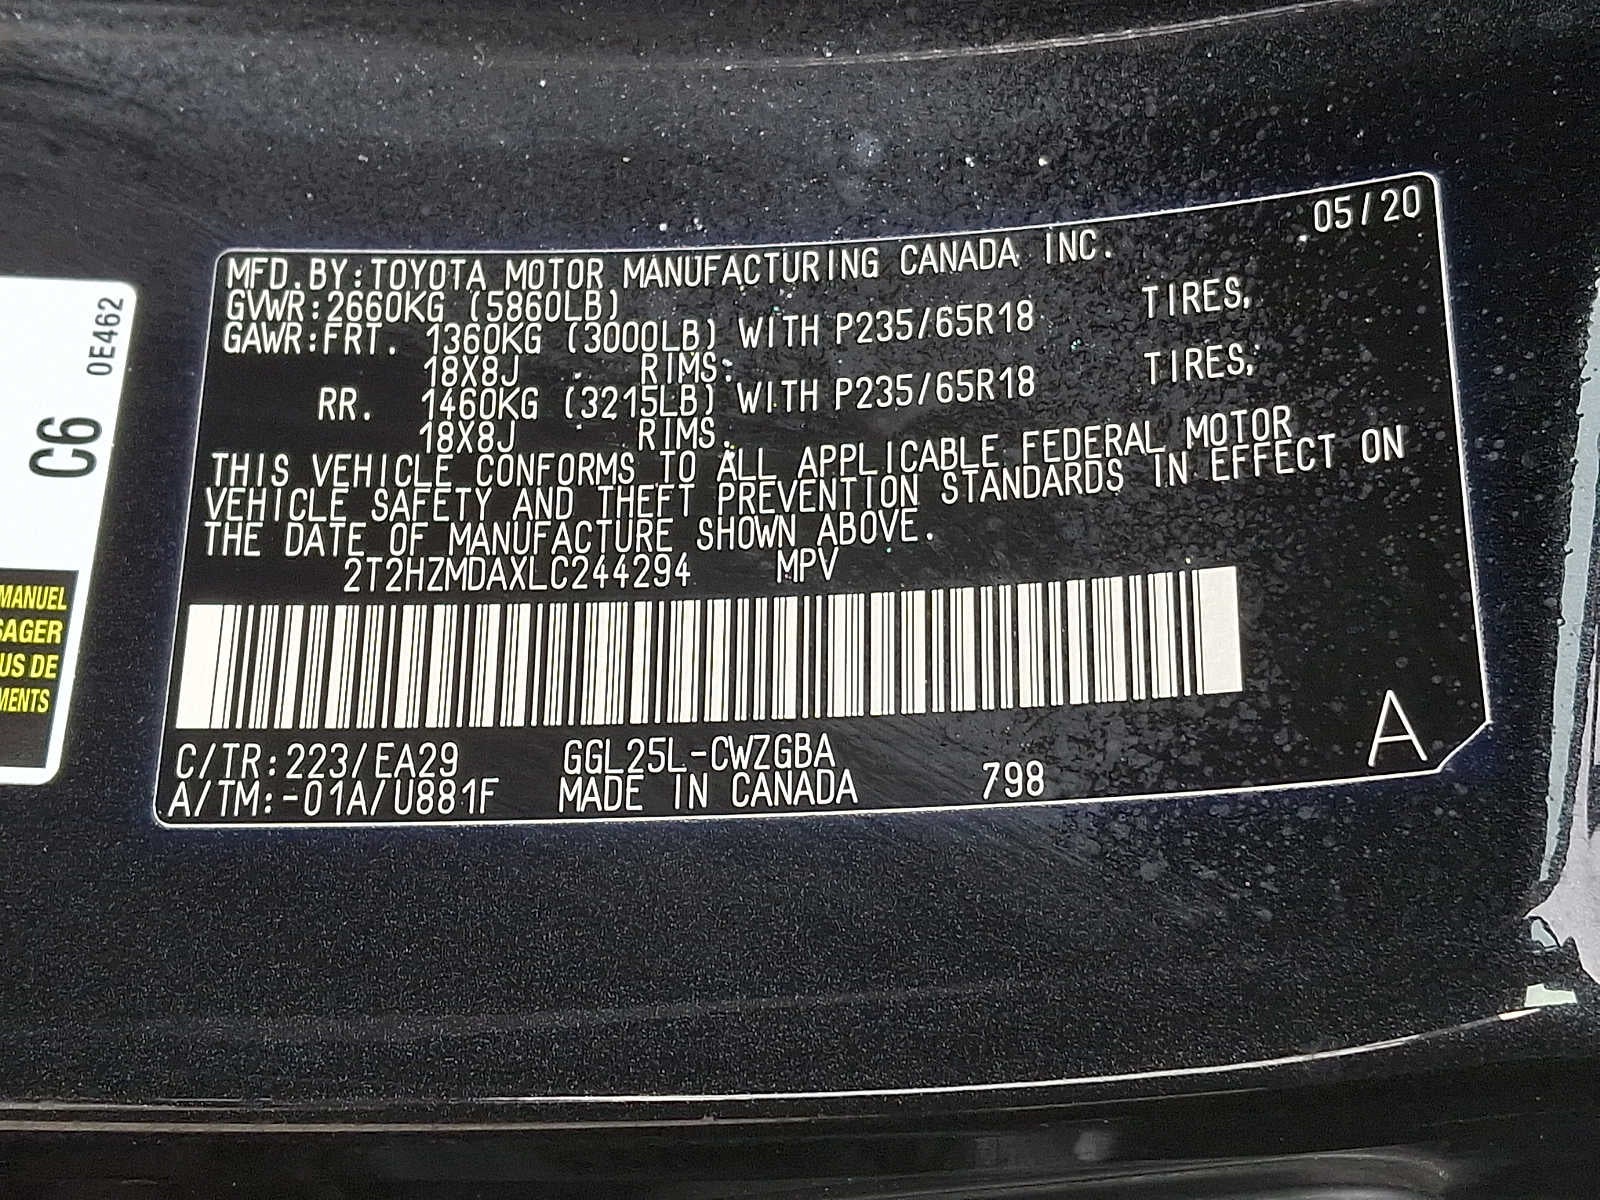 05/20
MFD.BY:TOYOTA MOTOR MANUFACTURING CANADA INC.
GVWR:2660KG (5860LB)
GAWR:FRT. 1360KG (3000LB) WITH P235/65R18 TIRES,
18X8J RIMS.
RR. 1460KG (3215LB) WITH P235/65R18 TIRES,
18X8J RIMS.
THIS VEHICLE CONFORMS TO ALL APPLICABLE FEDERAL MOTOR
VEHICLE SAFETY AND THEFT PREVENTION STANDARDS IN EFFECT ON
THE DATE OF MANUFACTURE SHOWN ABOVE.
2T2HZMDAXLC244294 MPV
C/TR:223/EA29 GGL25L-CWZGBA
A/TM:-01A/U881F MADE IN CANADA 798
A
C6 0E462
MANUEL
SAGER
US DE
MENTS